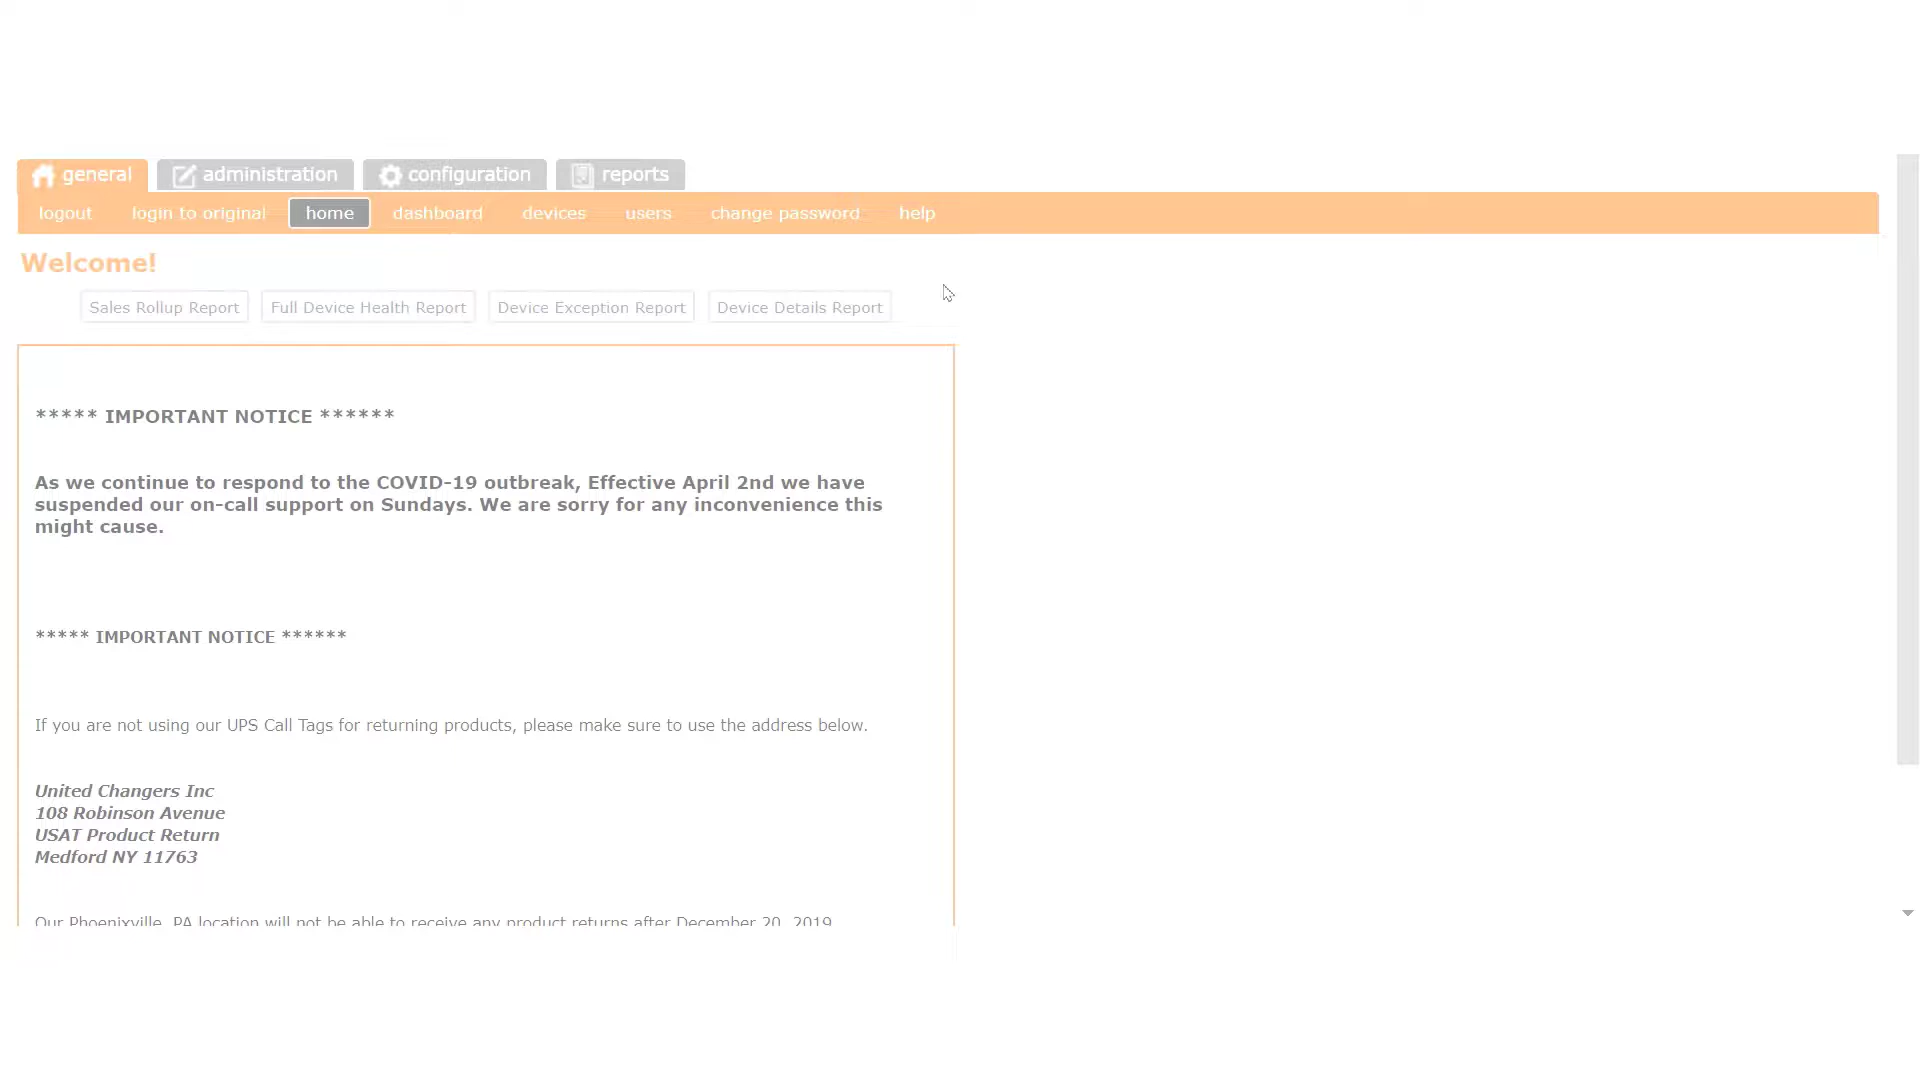 general administration configuration reports
logout login to original home dashboard devices users change password help
Welcome!
Sales Rollup Report Full Device Health Report Device Exception Report Device Details Report
***** IMPORTANT NOTICE ******
As we continue to respond to the COVID-19 outbreak, Effective April 2nd we have
suspended our on-call support on Sundays. We are sorry for any inconvenience this
might cause.
***** IMPORTANT NOTICE ******
If you are not using our UPS Call Tags for returning products, please make sure to use the address below.
United Changers Inc
108 Robinson Avenue
USAT Product Return
Medford NY 11763
Our Phoenixville, PA location will not be able to receive any product returns after December 20, 2019